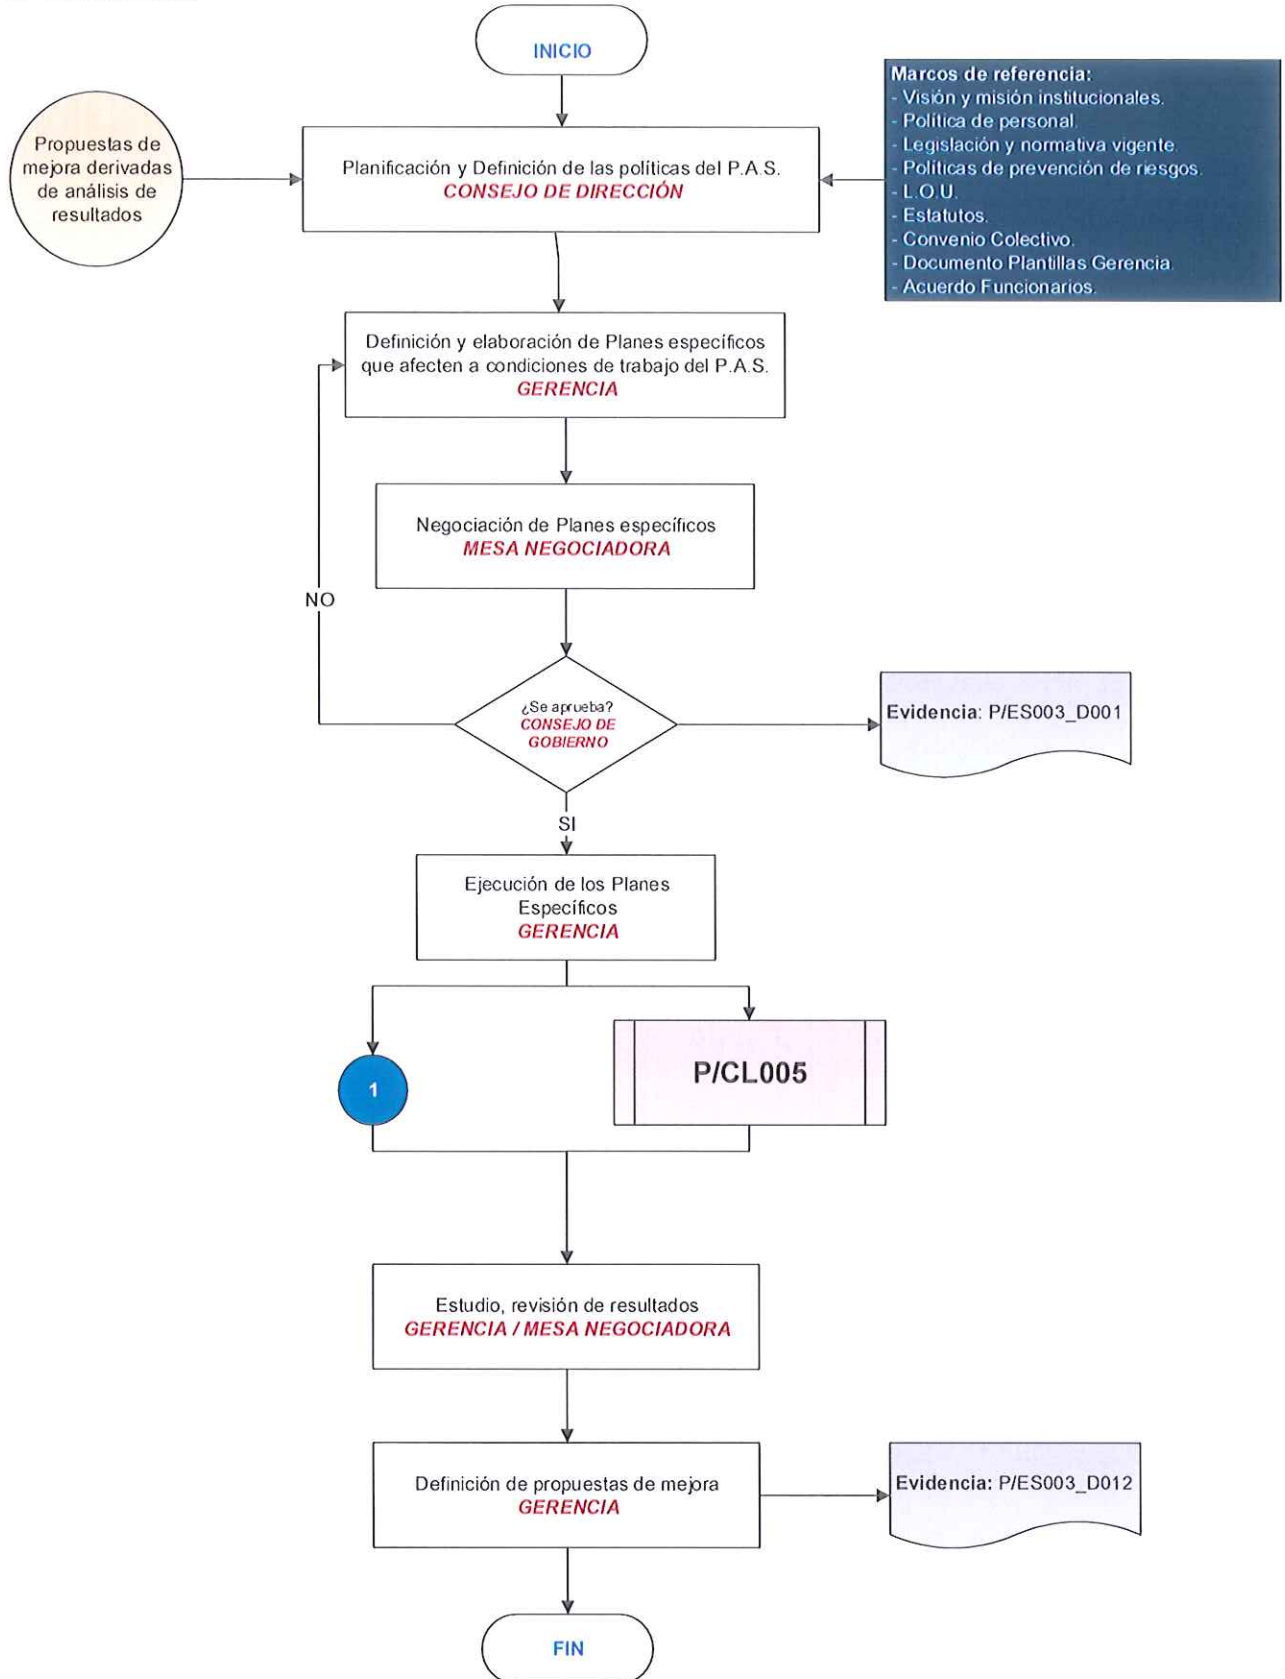 INICIO
Marcos de referencia:
- Visión y misión institucionales.
- Política de personal.
- Legislación y normativa vigente.
- Políticas de prevención de riesgos.
- L.O.U.
- Estatutos.
- Convenio Colectivo.
- Documento Plantillas Gerencia.
- Acuerdo Funcionarios.
Propuestas de
mejora derivadas
de análisis de
resultados
Planificación y Definición de las políticas del P.A.S.
CONSEJO DE DIRECCIÓN
Definición y elaboración de Planes específicos
que afecten a condiciones de trabajo del P.A.S.
GERENCIA
Negociación de Planes específicos
MESA NEGOCIADORA
NO
¿Se aprueba?
CONSEJO DE
GOBIERNO
Evidencia: P/ES003_D001
SI
Ejecución de los Planes
Específicos
GERENCIA
1
P/CL005
Estudio, revisión de resultados
GERENCIA / MESA NEGOCIADORA
Definición de propuestas de mejora
GERENCIA
Evidencia: P/ES003_D012
FIN